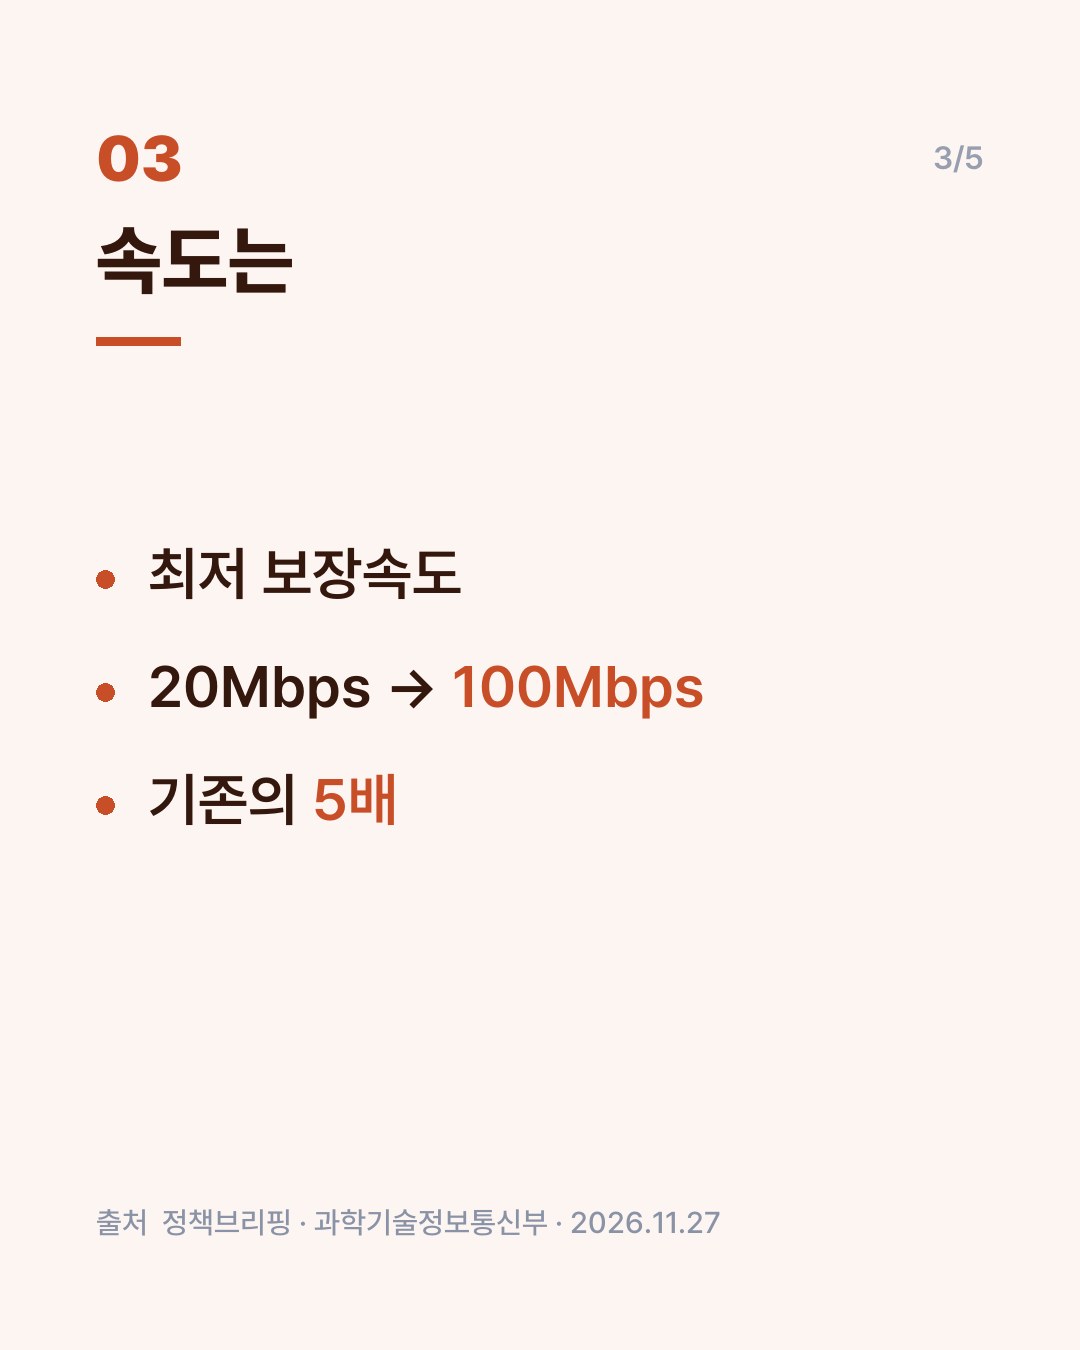 03
3/5
속도는
• 최저 보장속도
• 20Mbps → 100Mbps
• 기존의 5배
출처 정책브리핑 · 과학기술정보통신부 · 2026.11.27